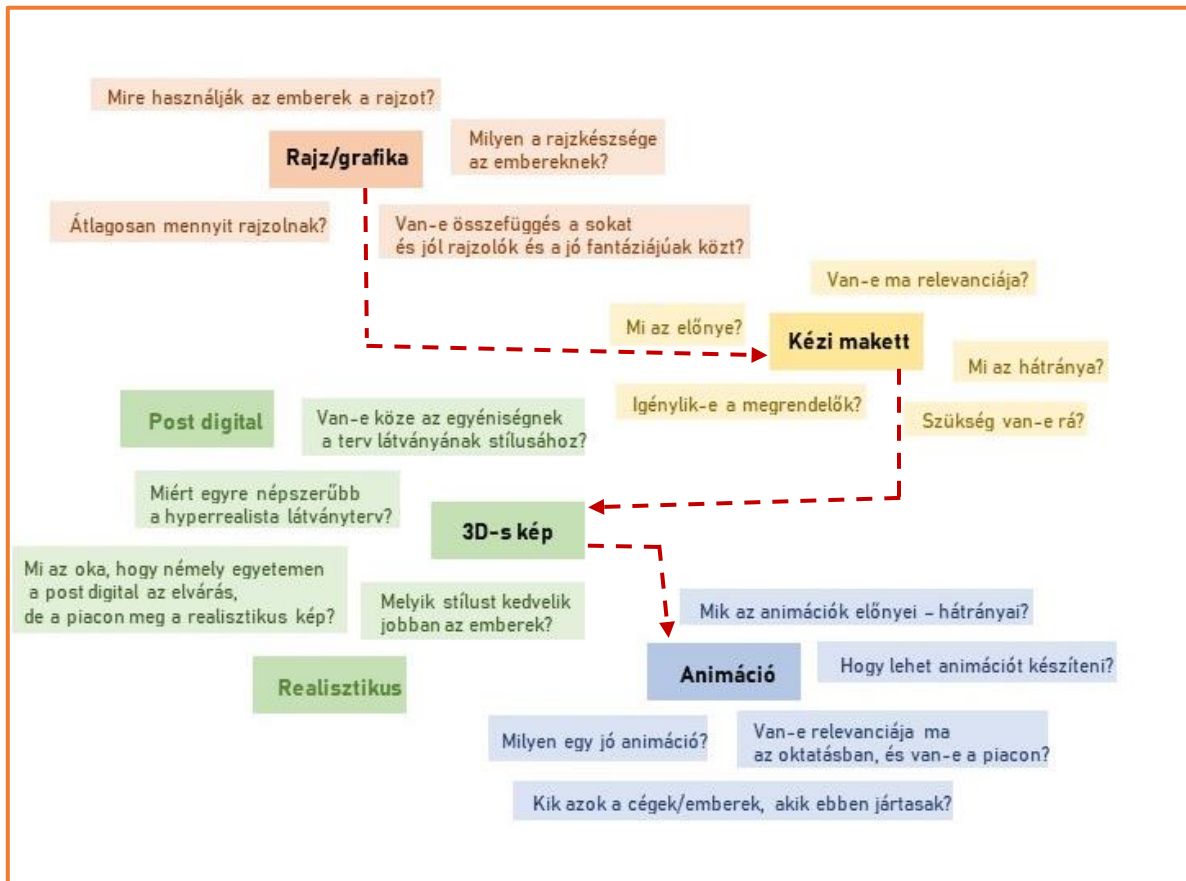 Mire használják az emberek a rajzot?
Rajz/grafika
Milyen a rajzkészsége
az embereknek?
Átlagosan mennyit rajzolnak?
Van-e összefüggés a sokat
és jól rajzolók és a jó fantáziájúak közt?
Van-e ma relevanciája?
Mi az előnye?
Kézi makett
Mi az hátránya?
Igénylik-e a megrendelők?
Szükség van-e rá?
Post digital
Van-e köze az egyéniségnek
a terv látványának stílusához?
Miért egyre népszerűbb
a hyperrealista látványterv?
3D-s kép
Mi az oka, hogy némely egyetemen
a post digital az elvárás,
de a piacon meg a realisztikus kép?
Melyik stílust kedvelik
jobban az emberek?
Realisztikus
Mik az animációk előnyei – hátrányai?
Animáció
Hogy lehet animációt készíteni?
Milyen egy jó animáció?
Van-e relevanciája ma
az oktatásban, és van-e a piacon?
Kik azok a cégek/emberek, akik ebben jártasak?